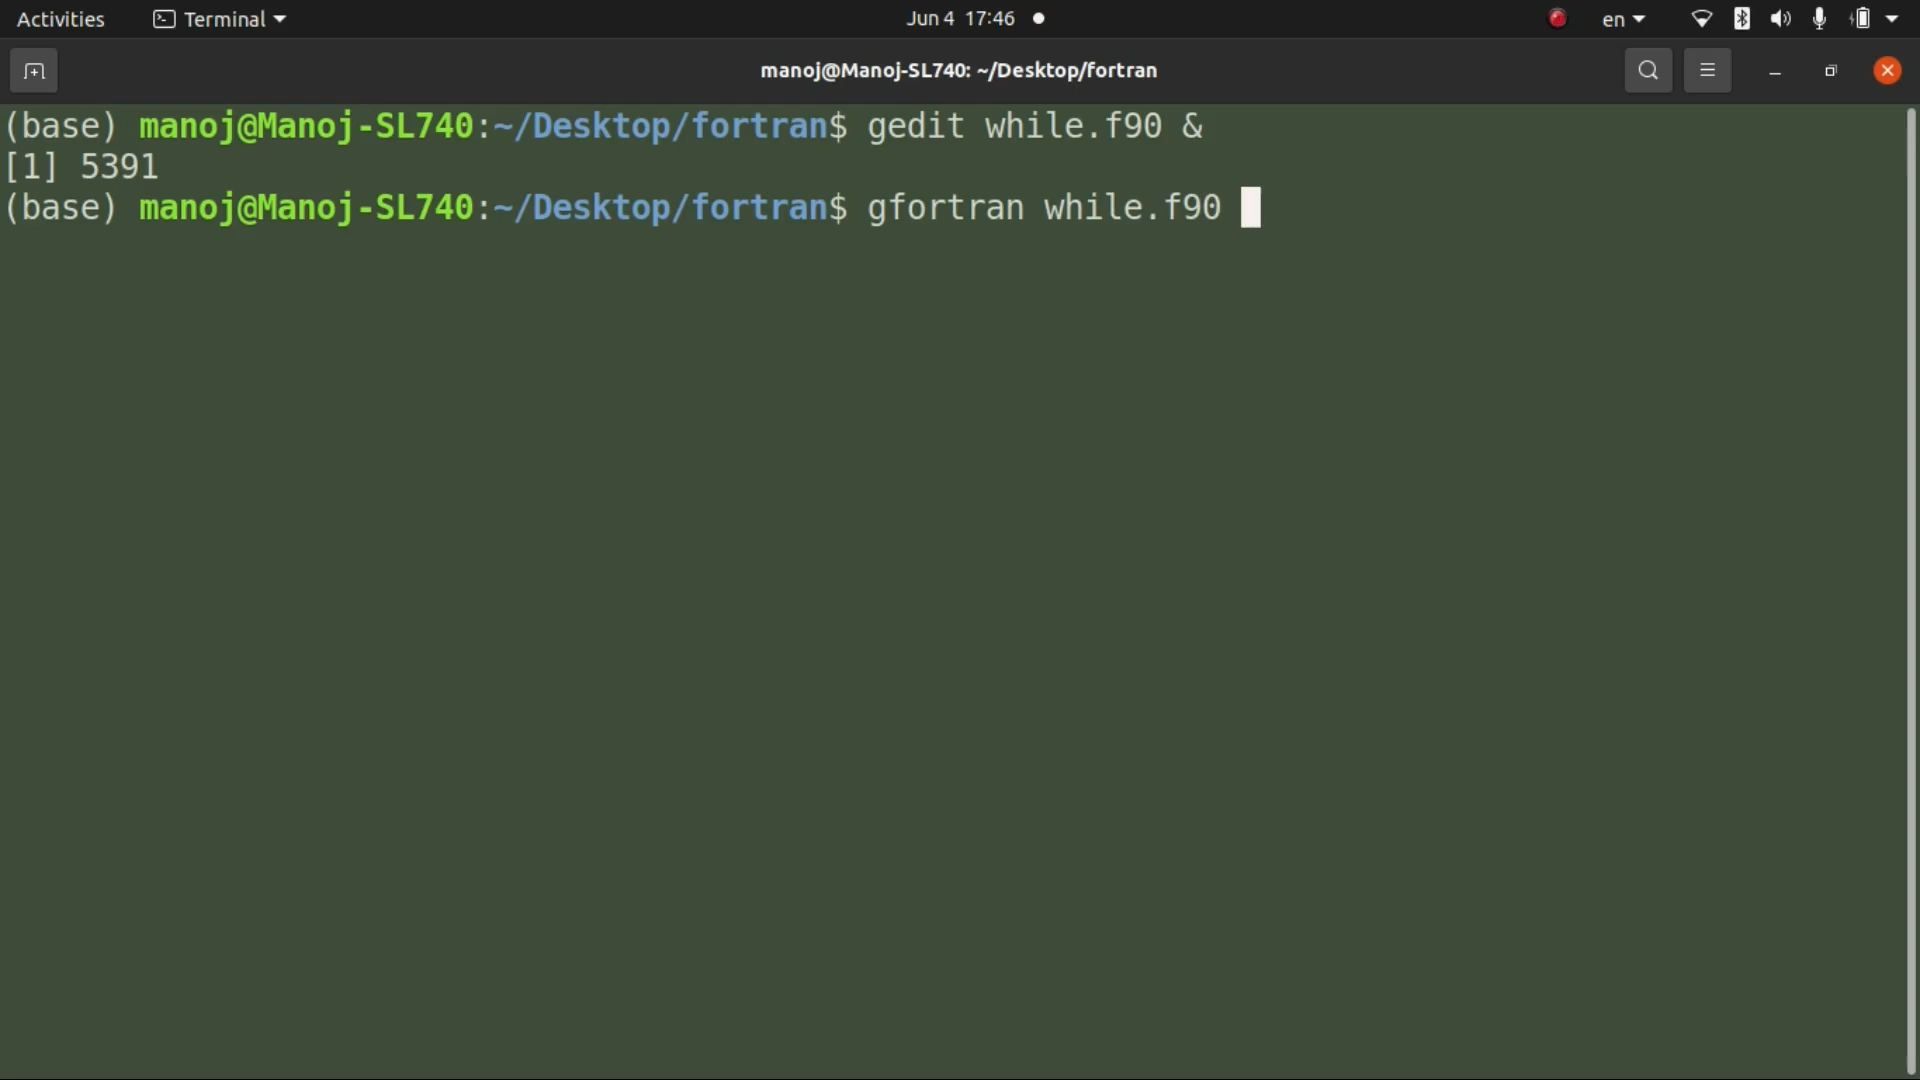 Activities Terminal Jun 4 17:46 en
manoj@Manoj-SL740: ~/Desktop/fortran
(base) manoj@Manoj-SL740:~/Desktop/fortran$ gedit while.f90 &
[1] 5391
(base) manoj@Manoj-SL740:~/Desktop/fortran$ gfortran while.f90